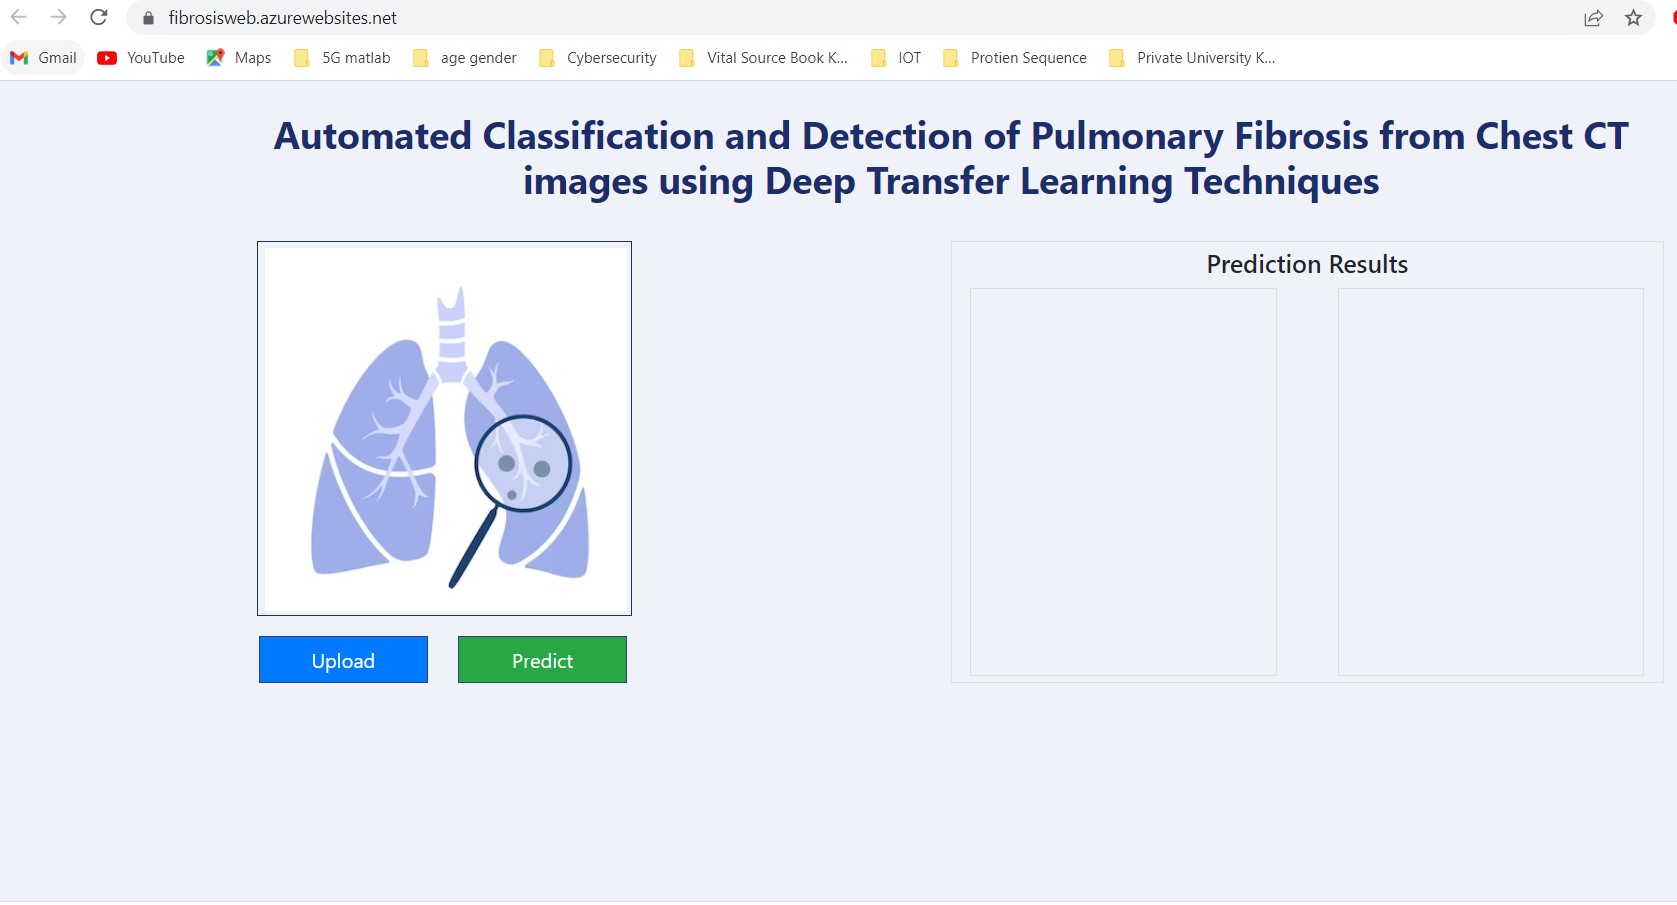 fibrosisweb.azurewebsites.net
Gmail YouTube Maps 5G matlab age gender Cybersecurity Vital Source Book K... IOT Protien Sequence Private University K...
Automated Classification and Detection of Pulmonary Fibrosis from Chest CT
images using Deep Transfer Learning Techniques
Prediction Results
Upload Predict